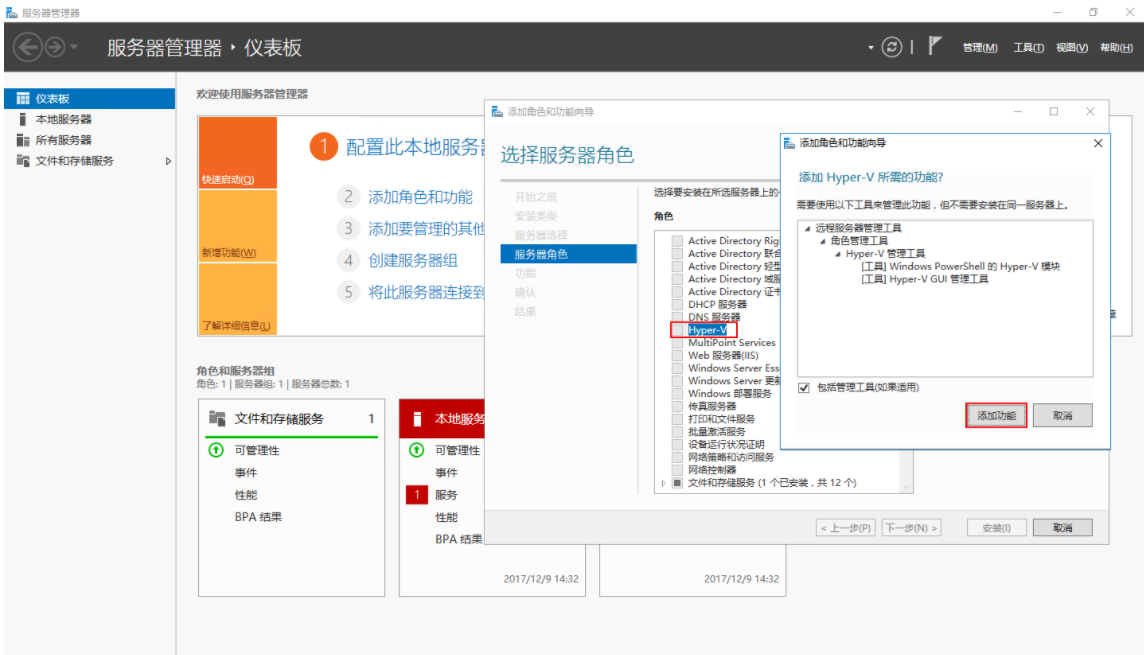 服务器管理器
服务器管理器 · 仪表板
管理(M) 工具(T) 视图(V) 帮助(H)
仪表板
本地服务器
所有服务器
文件和存储服务
欢迎使用服务器管理器
快速启动(Q)
新增功能(W)
了解详细信息(L)
1 配置此本地服务
2 添加角色和功能
3 添加要管理的其他
4 创建服务器组
5 将此服务器连接到
角色和服务器组
角色: 1 | 服务器组: 1 | 服务器总数: 1
文件和存储服务 1
可管理性
事件
性能
BPA 结果
本地服务
可管理性
事件
1 服务
性能
BPA 结果
2017/12/9 14:32
2017/12/9 14:32
添加角色和功能向导
选择服务器角色
开始之前
安装类型
服务器选择
服务器角色
功能
确认
结果
选择要安装在所选服务器上的
角色
Active Directory Rig
Active Directory 联合
Active Directory 轻型
Active Directory 域服
Active Directory 证书
DHCP 服务器
DNS 服务器
Hyper-V
MultiPoint Services
Web 服务器(IIS)
Windows Server Ess
Windows Server 更新
Windows 部署服务
传真服务器
打印和文件服务
批量激活服务
设备运行状况证明
网络策略和访问服务
网络控制器
文件和存储服务 (1 个已安装，共 12 个)
< 上一步(P) 下一步(N) > 安装(I) 取消
添加角色和功能向导
添加 Hyper-V 所需的功能?
需要使用以下工具来管理此功能，但不需要安装在同一服务器上。
远程服务器管理工具
角色管理工具
Hyper-V 管理工具
[工具] Windows PowerShell 的 Hyper-V 模块
[工具] Hyper-V GUI 管理工具
包括管理工具(如果适用)
添加功能 取消